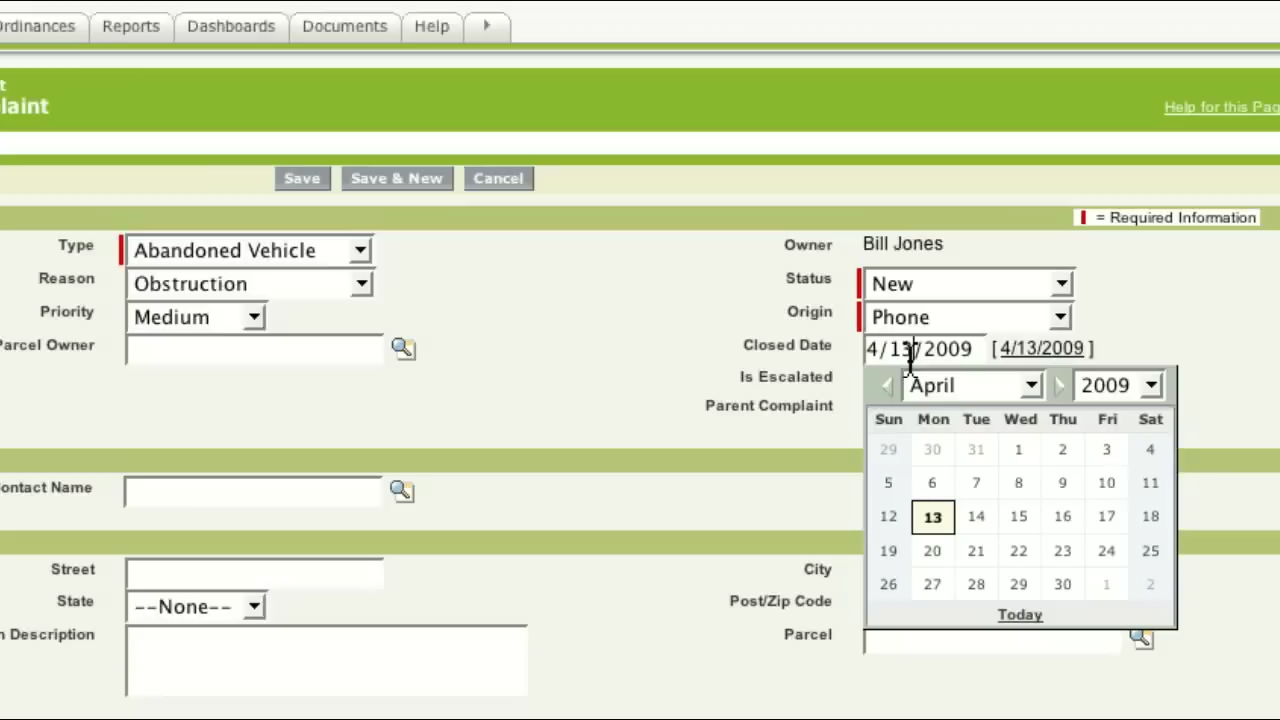 Ordinances Reports Dashboards Documents Help
t
laint
Help for this Pag
Save Save & New Cancel
= Required Information
Type Abandoned Vehicle Owner Bill Jones
Reason Obstruction Status New
Priority Medium Origin Phone
Parcel Owner Closed Date 4/13/2009 [ 4/13/2009 ]
Is Escalated April 2009
Parent Complaint
Sun Mon Tue Wed Thu Fri Sat
29 30 31 1 2 3 4
5 6 7 8 9 10 11
12 13 14 15 16 17 18
19 20 21 22 23 24 25
26 27 28 29 30 1 2
Today
ontact Name
Street City
State --None-- Post/Zip Code
n Description Parcel